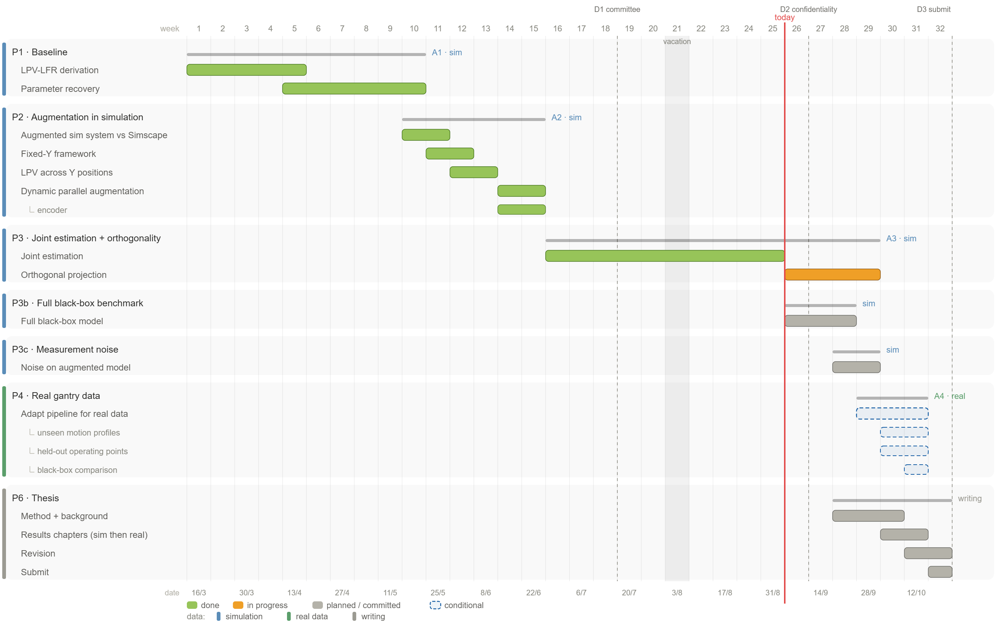 D1 committee D2 confidentiality D3 submit
today
week 1 2 3 4 5 6 7 8 9 10 11 12 13 14 15 16 17 18 19 20 21 22 23 24 25 26 27 28 29 30 31 32
vacation
P1 · Baseline A1 · sim
LPV-LFR derivation
Parameter recovery
P2 · Augmentation in simulation A2 · sim
Augmented sim system vs Simscape
Fixed-Y framework
LPV across Y positions
Dynamic parallel augmentation
encoder
P3 · Joint estimation + orthogonality A3 · sim
Joint estimation
Orthogonal projection
P3b · Full black-box benchmark sim
Full black-box model
P3c · Measurement noise sim
Noise on augmented model
P4 · Real gantry data A4 · real
Adapt pipeline for real data
unseen motion profiles
held-out operating points
black-box comparison
P6 · Thesis writing
Method + background
Results chapters (sim then real)
Revision
Submit
date 16/3 30/3 13/4 27/4 11/5 25/5 8/6 22/6 6/7 20/7 3/8 17/8 31/8 14/9 28/9 12/10
done in progress planned / committed conditional
data: simulation real data writing